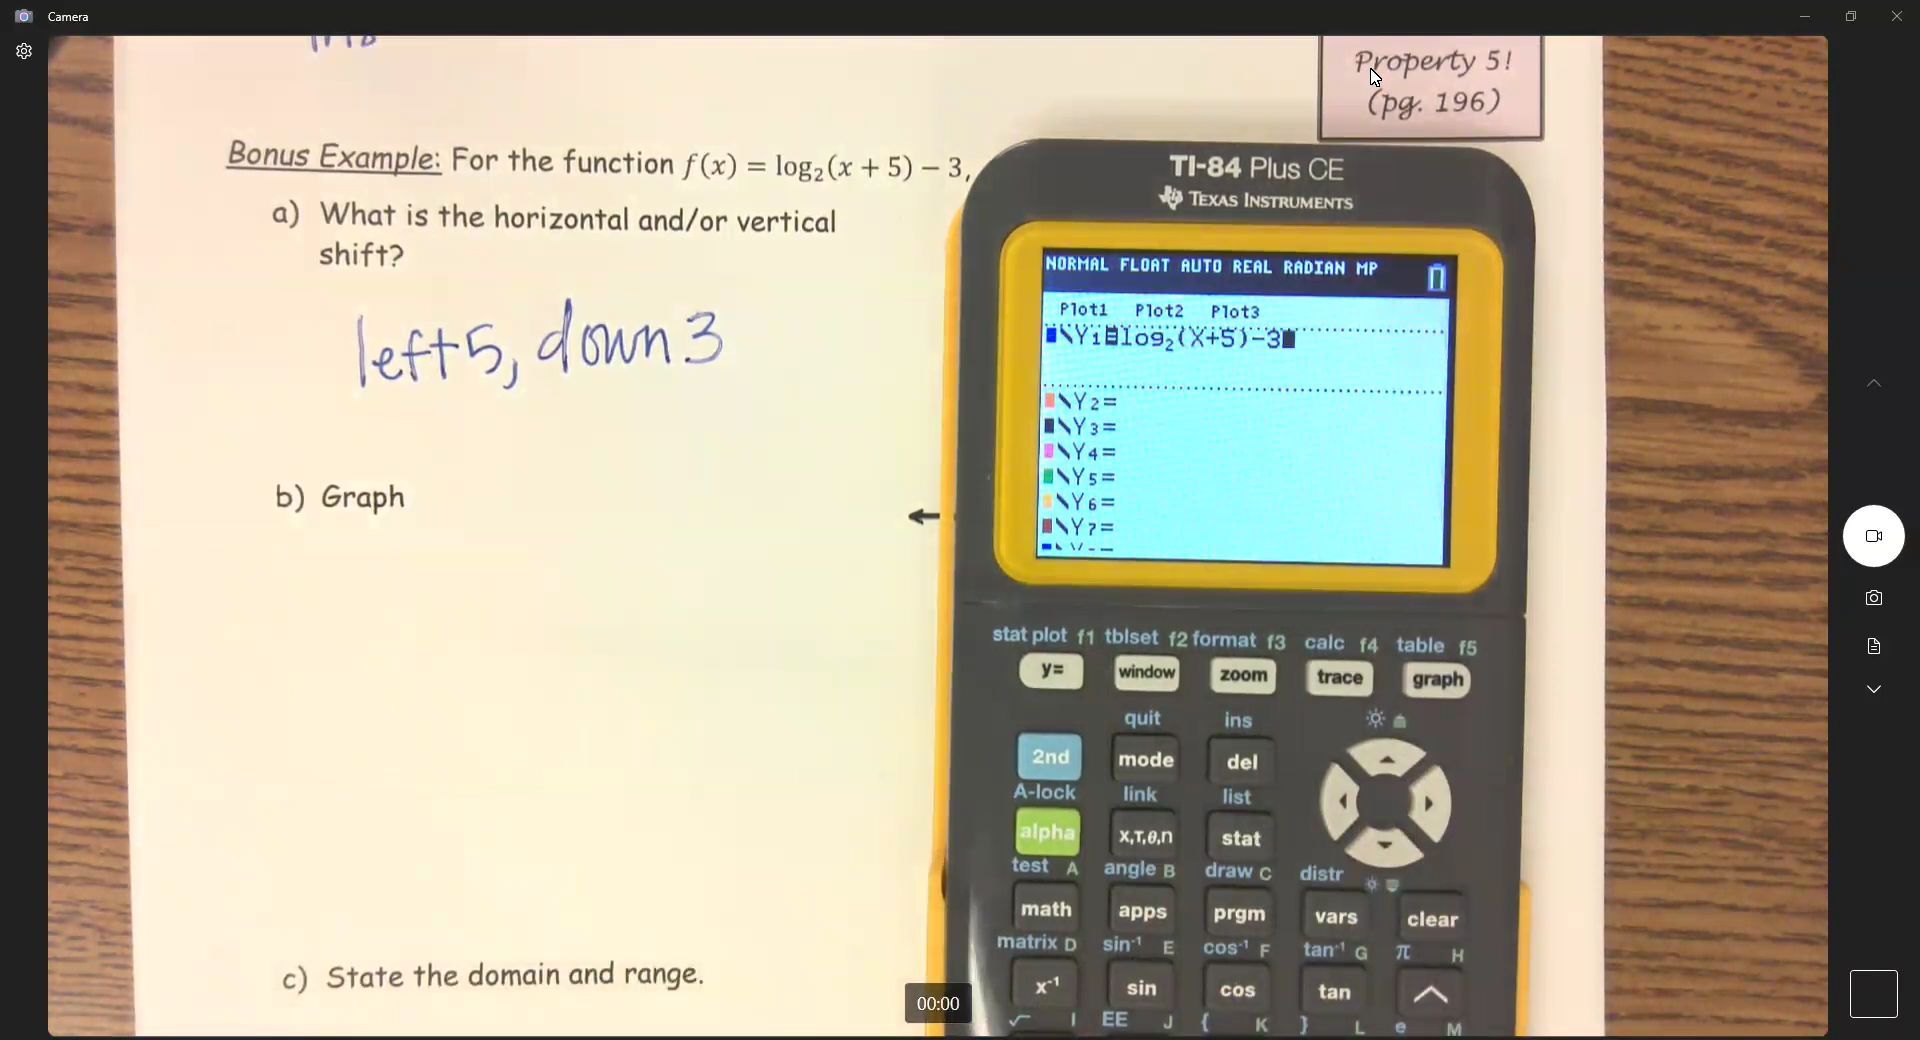 Camera
Property 5!
(pg. 196)
Bonus Example: For the function f(x) = log₂(x + 5) − 3,
a) What is the horizontal and/or vertical
shift?
left 5, down 3
b) Graph
c) State the domain and range.
TI-84 Plus CE
TEXAS INSTRUMENTS
NORMAL FLOAT AUTO REAL RADIAN MP
Plot1 Plot2 Plot3
\Y1=log₂(X+5)-3
\Y2=
\Y3=
\Y4=
\Y5=
\Y6=
\Y7=
stat plot f1 tblset f2 format f3 calc f4 table f5
y= window zoom trace graph
quit ins
2nd mode del
A-lock link list
alpha X,T,θ,n stat
test A angle B draw C distr
math apps prgm vars clear
matrix D sin⁻¹ E cos⁻¹ F tan⁻¹ G π H
x⁻¹ sin cos tan ^
√ I EE J { K } L e M
00:00